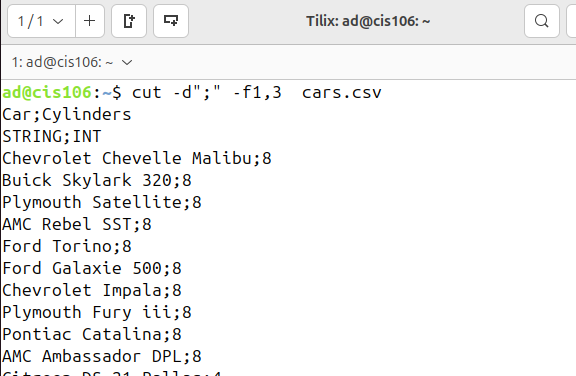 1 / 1
Tilix: ad@cis106: ~
1: ad@cis106: ~
ad@cis106:~$ cut -d";" -f1,3  cars.csv
Car;Cylinders
STRING;INT
Chevrolet Chevelle Malibu;8
Buick Skylark 320;8
Plymouth Satellite;8
AMC Rebel SST;8
Ford Torino;8
Ford Galaxie 500;8
Chevrolet Impala;8
Plymouth Fury iii;8
Pontiac Catalina;8
AMC Ambassador DPL;8